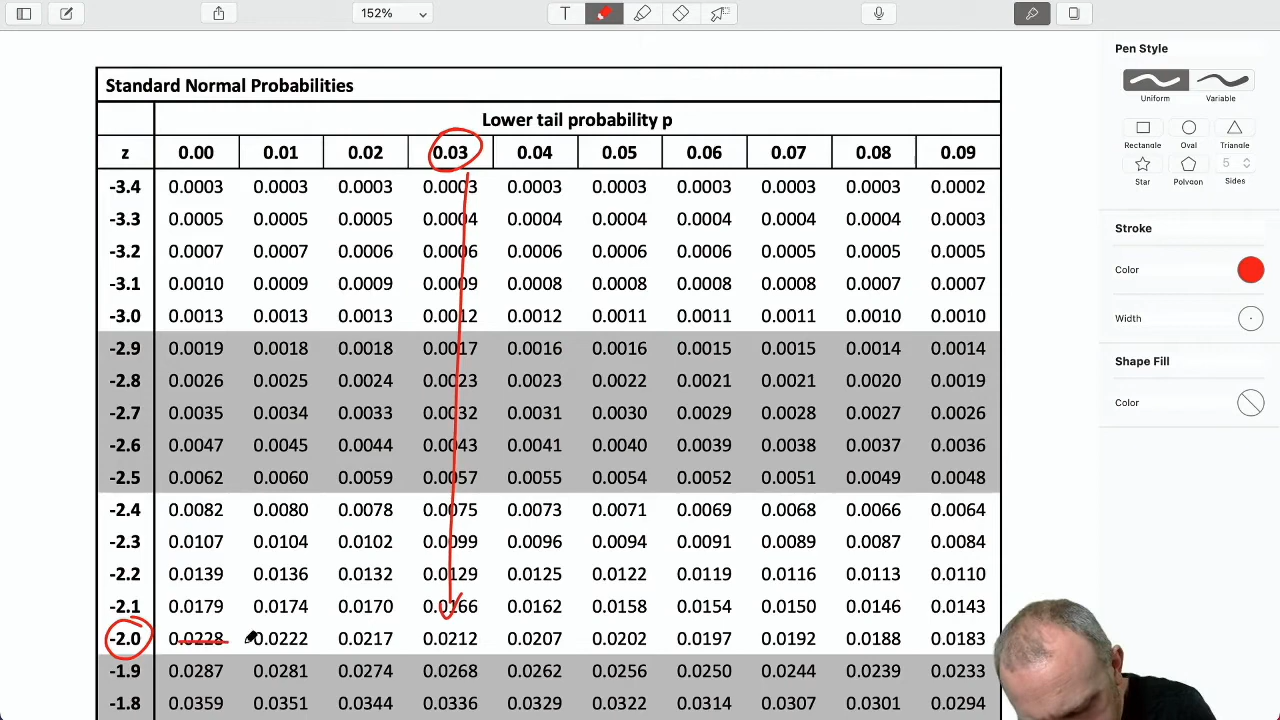 152%
T
Standard Normal Probabilities
Lower tail probability p
z 0.00 0.01 0.02 0.03 0.04 0.05 0.06 0.07 0.08 0.09
-3.4 0.0003 0.0003 0.0003 0.0003 0.0003 0.0003 0.0003 0.0003 0.0003 0.0002
-3.3 0.0005 0.0005 0.0005 0.0004 0.0004 0.0004 0.0004 0.0004 0.0004 0.0003
-3.2 0.0007 0.0007 0.0006 0.0006 0.0006 0.0006 0.0006 0.0005 0.0005 0.0005
-3.1 0.0010 0.0009 0.0009 0.0009 0.0008 0.0008 0.0008 0.0008 0.0007 0.0007
-3.0 0.0013 0.0013 0.0013 0.0012 0.0012 0.0011 0.0011 0.0011 0.0010 0.0010
-2.9 0.0019 0.0018 0.0018 0.0017 0.0016 0.0016 0.0015 0.0015 0.0014 0.0014
-2.8 0.0026 0.0025 0.0024 0.0023 0.0023 0.0022 0.0021 0.0021 0.0020 0.0019
-2.7 0.0035 0.0034 0.0033 0.0032 0.0031 0.0030 0.0029 0.0028 0.0027 0.0026
-2.6 0.0047 0.0045 0.0044 0.0043 0.0041 0.0040 0.0039 0.0038 0.0037 0.0036
-2.5 0.0062 0.0060 0.0059 0.0057 0.0055 0.0054 0.0052 0.0051 0.0049 0.0048
-2.4 0.0082 0.0080 0.0078 0.0075 0.0073 0.0071 0.0069 0.0068 0.0066 0.0064
-2.3 0.0107 0.0104 0.0102 0.0099 0.0096 0.0094 0.0091 0.0089 0.0087 0.0084
-2.2 0.0139 0.0136 0.0132 0.0129 0.0125 0.0122 0.0119 0.0116 0.0113 0.0110
-2.1 0.0179 0.0174 0.0170 0.0166 0.0162 0.0158 0.0154 0.0150 0.0146 0.0143
-2.0 0.0228 0.0222 0.0217 0.0212 0.0207 0.0202 0.0197 0.0192 0.0188 0.0183
-1.9 0.0287 0.0281 0.0274 0.0268 0.0262 0.0256 0.0250 0.0244 0.0239 0.0233
-1.8 0.0359 0.0351 0.0344 0.0336 0.0329 0.0322 0.0314 0.0307 0.0301 0.0294
Pen Style
Uniform Variable
Rectangle Oval Triangle
5
Star Polygon Sides
Stroke
Color
Width
Shape Fill
Color